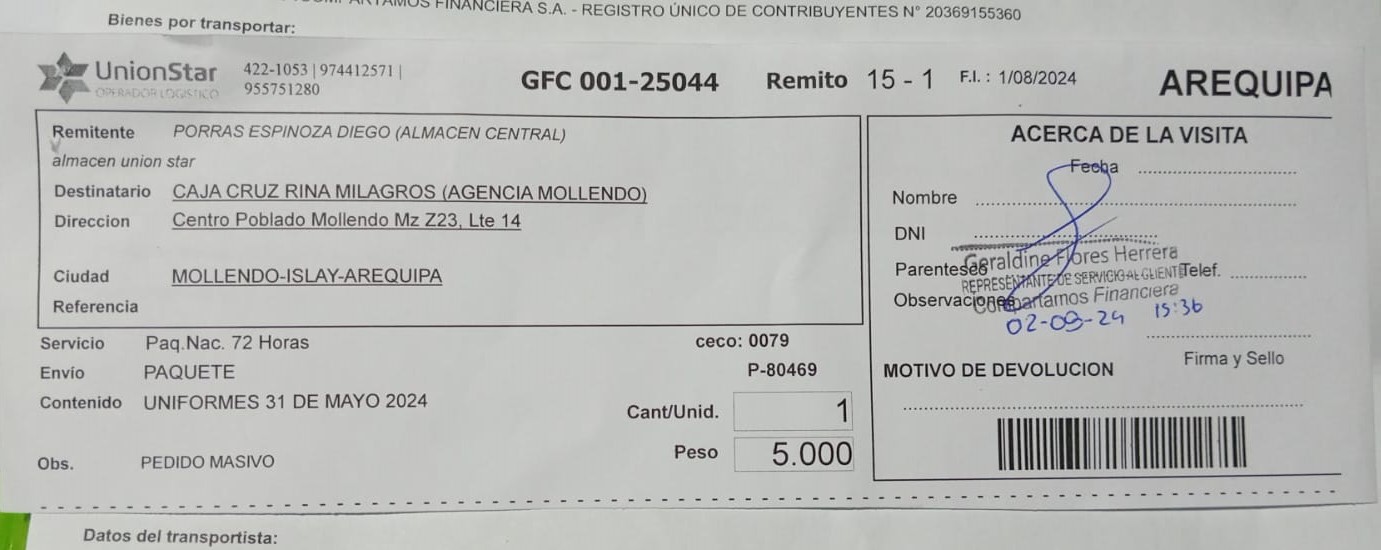 COMPARTAMOS FINANCIERA S.A. - REGISTRO ÚNICO DE CONTRIBUYENTES N° 20369155360
Bienes por transportar:
UnionStar
OPERADOR LOGISTICO
422-1053 | 974412571 |
955751280
GFC 001-25044 Remito 15 - 1 F.I. : 1/08/2024 AREQUIPA
Remitente PORRAS ESPINOZA DIEGO (ALMACEN CENTRAL)
almacen union star
Destinatario CAJA CRUZ RINA MILAGROS (AGENCIA MOLLENDO)
Direccion Centro Poblado Mollendo Mz Z23, Lte 14
Ciudad MOLLENDO-ISLAY-AREQUIPA
Referencia
Servicio Paq.Nac. 72 Horas ceco: 0079
Envío PAQUETE P-80469
Contenido UNIFORMES 31 DE MAYO 2024
Cant/Unid. 1
Peso 5.000
Obs. PEDIDO MASIVO
ACERCA DE LA VISITA
Fecha
Nombre
DNI
Geraldine Flores Herrera
Parentesco Telef.
REPRESENTANTE DE SERVICIO AL CLIENTE
Observaciones
Compartamos Financiera
02-09-24 15:36
Firma y Sello
MOTIVO DE DEVOLUCION
Datos del transportista: